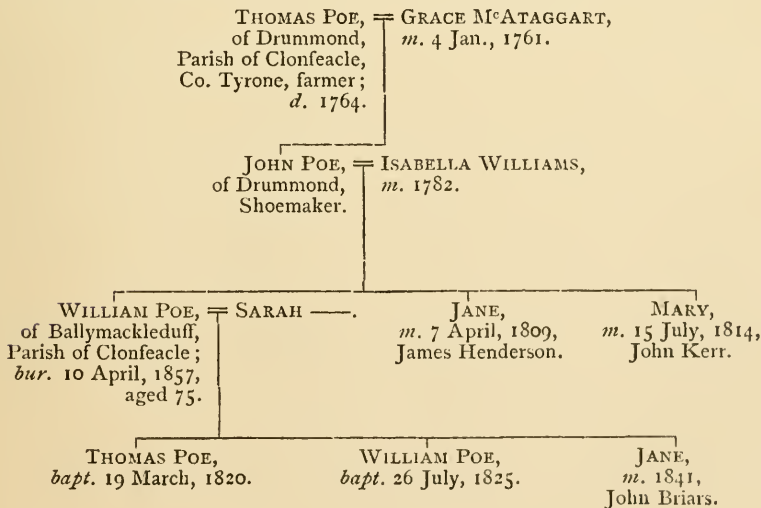 THOMAS POE, = GRACE MᶜATAGGART,
of Drummond, m. 4 Jan., 1761.
Parish of Clonfeacle,
Co. Tyrone, farmer;
d. 1764.
JOHN POE, = ISABELLA WILLIAMS,
of Drummond, m. 1782.
Shoemaker.
WILLIAM POE, = SARAH ——. JANE, MARY,
of Ballymackleduff, m. 7 April, 1809, m. 15 July, 1814,
Parish of Clonfeacle; James Henderson. John Kerr.
bur. 10 April, 1857,
aged 75.
THOMAS POE, WILLIAM POE, JANE,
bapt. 19 March, 1820. bapt. 26 July, 1825. m. 1841,
John Briars.